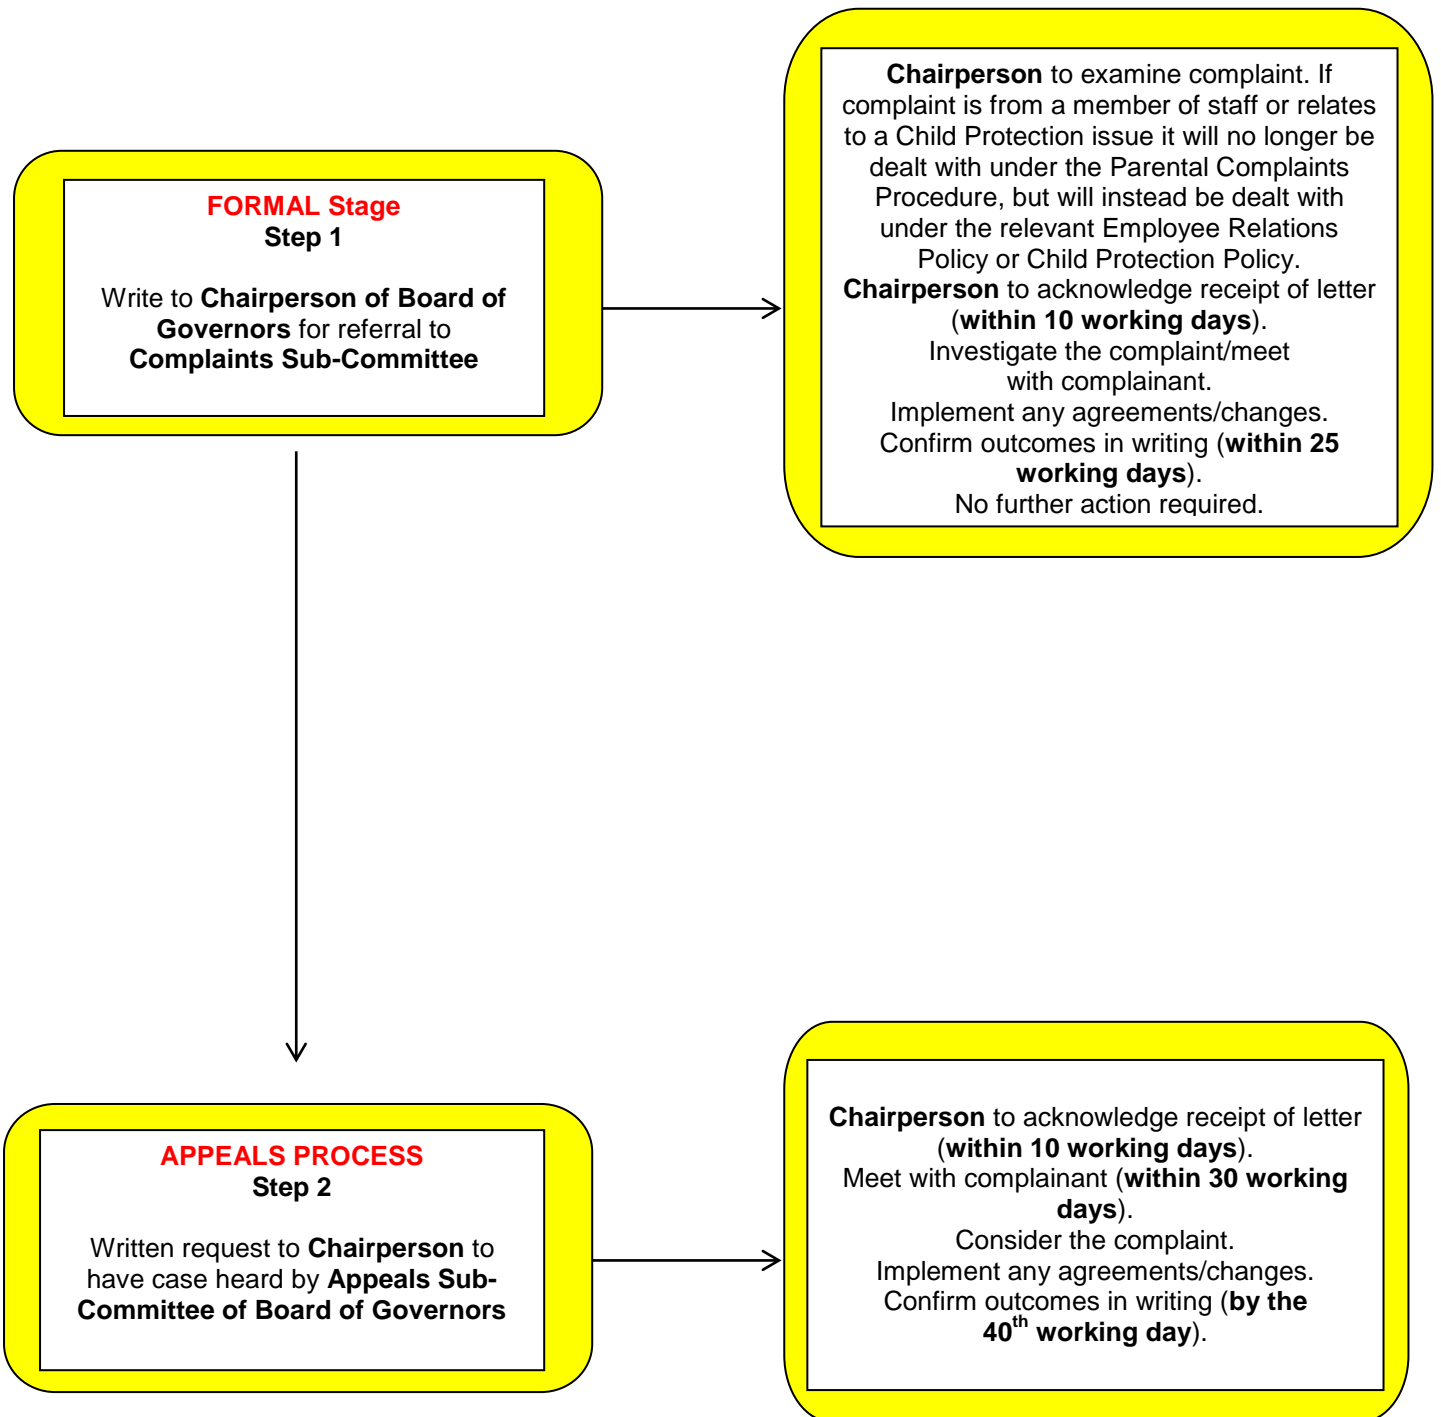 FORMAL Stage
Step 1
Write to Chairperson of Board of
Governors for referral to
Complaints Sub-Committee
Chairperson to examine complaint. If
complaint is from a member of staff or relates
to a Child Protection issue it will no longer be
dealt with under the Parental Complaints
Procedure, but will instead be dealt with
under the relevant Employee Relations
Policy or Child Protection Policy.
Chairperson to acknowledge receipt of letter
(within 10 working days).
Investigate the complaint/meet
with complainant.
Implement any agreements/changes.
Confirm outcomes in writing (within 25
working days).
No further action required.
APPEALS PROCESS
Step 2
Written request to Chairperson to
have case heard by Appeals Sub-
Committee of Board of Governors
Chairperson to acknowledge receipt of letter
(within 10 working days).
Meet with complainant (within 30 working
days).
Consider the complaint.
Implement any agreements/changes.
Confirm outcomes in writing (by the
40th working day).